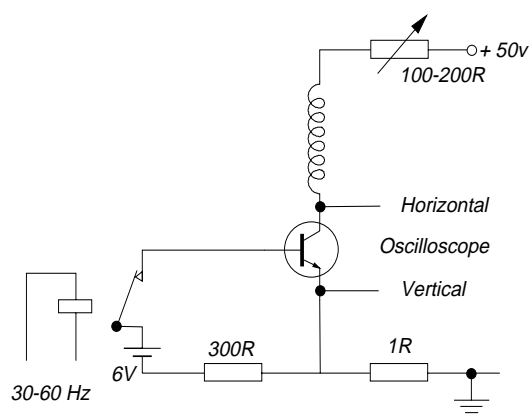 + 50v
100-200R
Horizontal
Oscilloscope
Vertical
300R
1R
6V
30-60 Hz